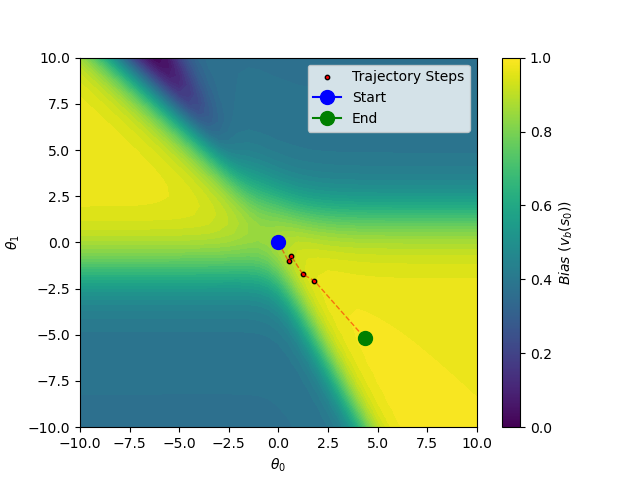 10.0
7.5
5.0
2.5
0.0
−2.5
−5.0
−7.5
−10.0
θ₁
−10.0 −7.5 −5.0 −2.5 0.0 2.5 5.0 7.5 10.0
θ₀
Trajectory Steps
Start
End
1.0
0.8
0.6
0.4
0.2
0.0
Bias (v_b(s₀))